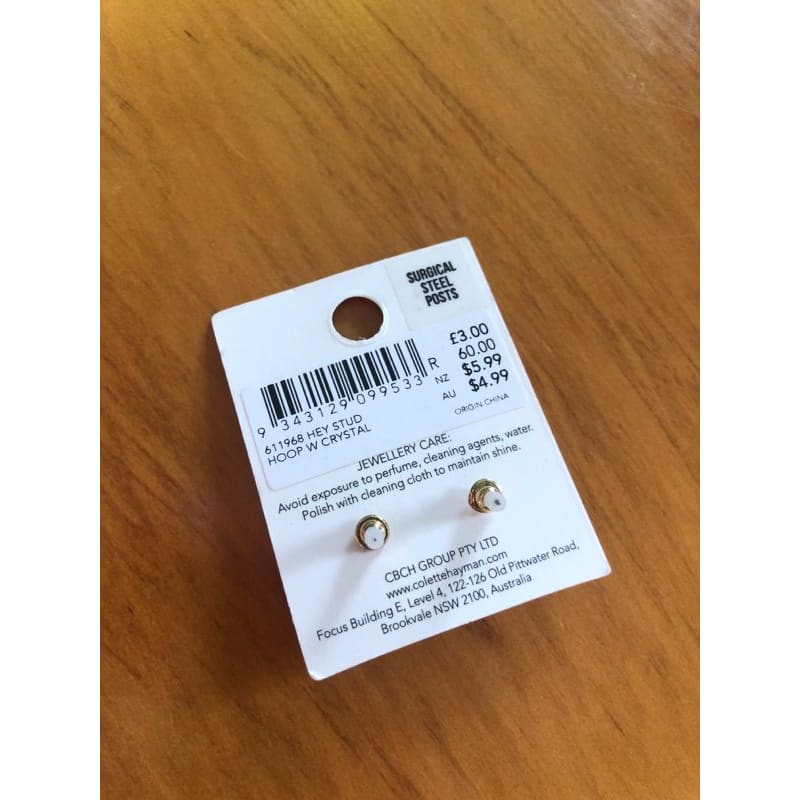 SURGICAL
STEEL
POSTS
£3.00
R 60.00
NZ $5.99
AU $4.99
ORIGIN CHINA
9 343129 099533
611968 HEY STUD
HOOP W CRYSTAL
JEWELLERY CARE:
Avoid exposure to perfume, cleaning agents, water.
Polish with cleaning cloth to maintain shine.
CBCH GROUP PTY LTD
www.colettehayman.com
Focus Building E, Level 4, 122-126 Old Pittwater Road,
Brookvale NSW 2100, Australia